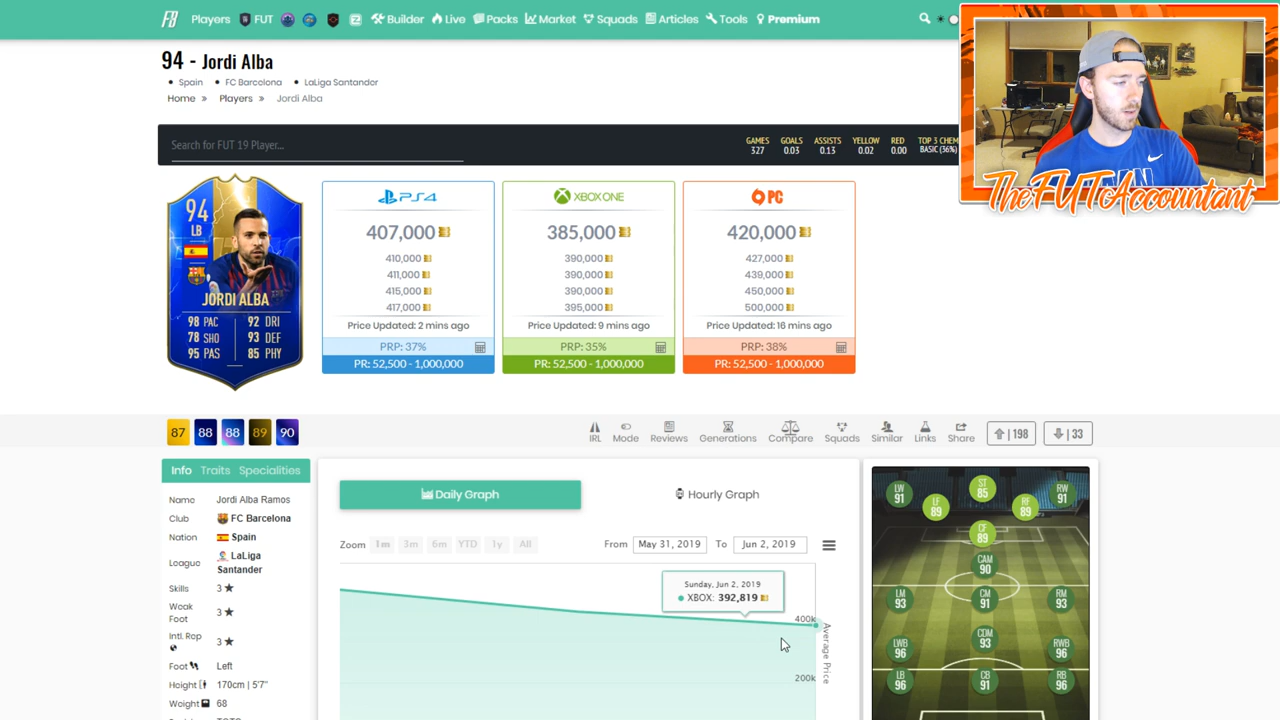 Players FUT Builder Live Packs Market Squads Articles Tools Premium
94 - Jordi Alba
Spain FC Barcelona LaLiga Santander
Home » Players » Jordi Alba
Search for FUT 19 Player...
GAMES GOALS ASSISTS YELLOW RED TOP 3 CHEM
327 0.03 0.13 0.02 0.00 BASIC (36%)
94
LB
JORDI ALBA
98 PAC 92 DRI
78 SHO 93 DEF
95 PAS 85 PHY
PS4
407,000
410,000
411,000
415,000
417,000
Price Updated: 2 mins ago
PRP: 37%
PR: 52,500 - 1,000,000
XBOX ONE
385,000
390,000
390,000
390,000
395,000
Price Updated: 9 mins ago
PRP: 35%
PR: 52,500 - 1,000,000
PC
420,000
427,000
439,000
450,000
500,000
Price Updated: 16 mins ago
PRP: 38%
PR: 52,500 - 1,000,000
TheFUTAccountant
87 88 88 89 90
IRL Mode Reviews Generations Compare Squads Similar Links Share | 198 | 33
Info Traits Specialities
Name Jordi Alba Ramos
Club FC Barcelona
Nation Spain
League LaLiga Santander
Skills 3
Weak Foot 3
Intl. Rep 3
Foot Left
Height 170cm | 5'7"
Weight 68
Daily Graph Hourly Graph
Zoom 1m 3m 6m YTD 1y All From May 31, 2019 To Jun 2, 2019
Sunday, Jun 2, 2019
XBOX: 392,819
400k
200k
Average Price
LW 91
ST 85
RW 91
LF 89
RF 89
CF 89
CAM 90
LM 93
CM 91
RM 93
CDM 93
LWB 96
RWB 96
LB 96
CB 91
RB 96